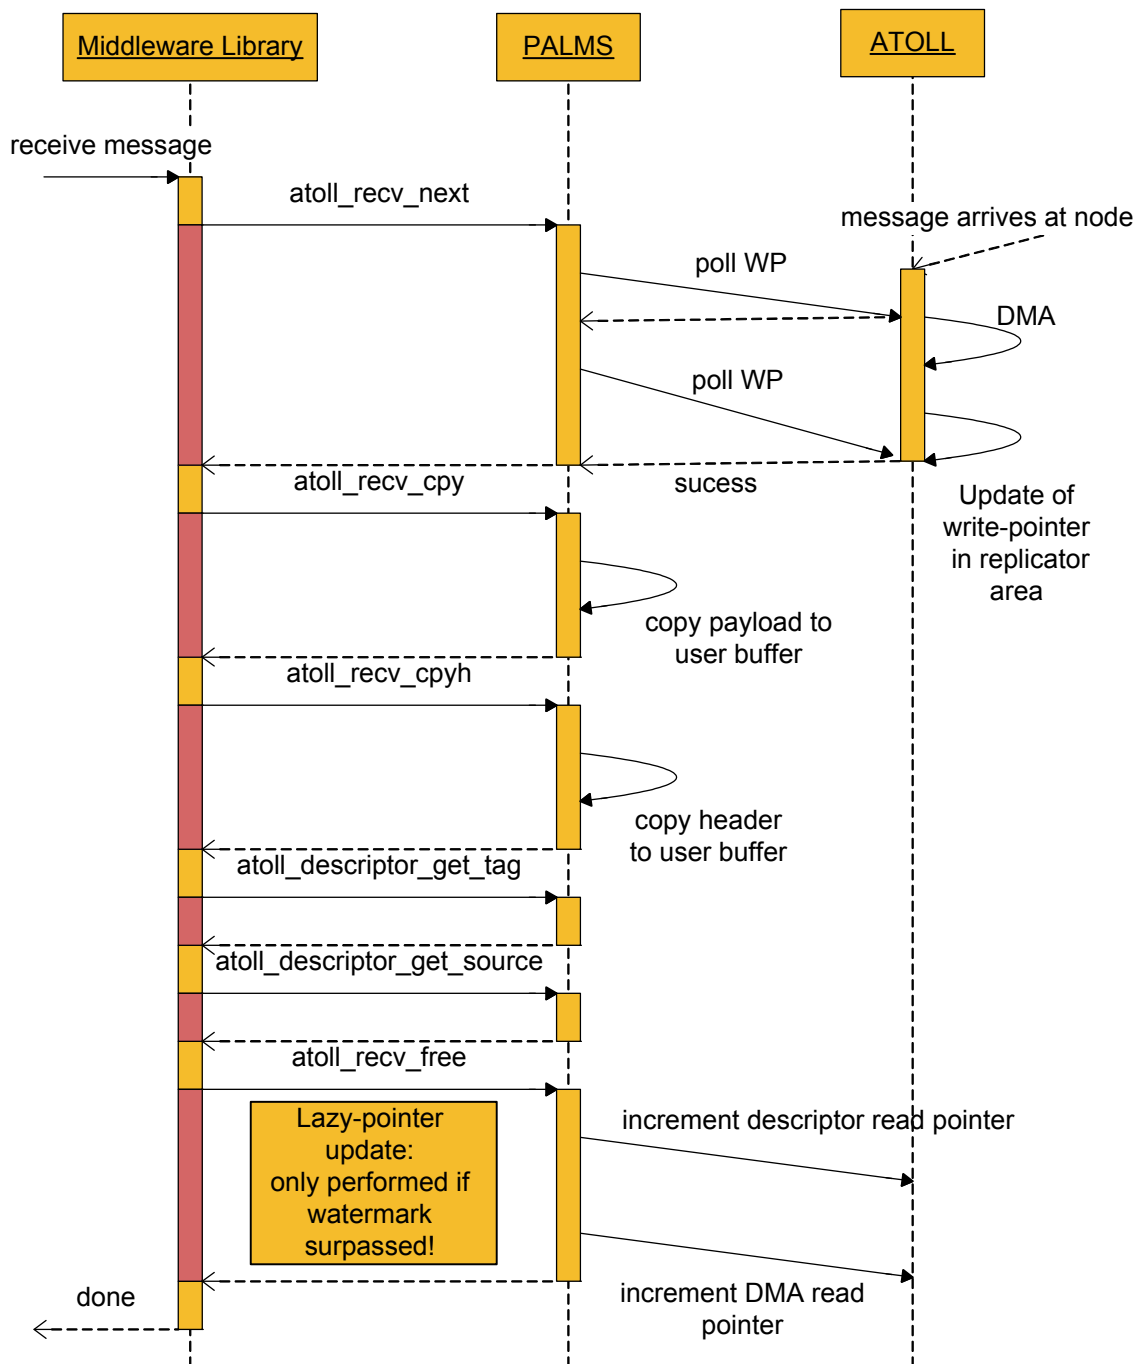 Middleware Library
PALMS
ATOLL
receive message
atoll_recv_next
message arrives at node
poll WP
DMA
poll WP
atoll_recv_cpy
sucess
Update of
write-pointer
in replicator
area
copy payload to
user buffer
atoll_recv_cpyh
copy header
to user buffer
atoll_descriptor_get_tag
atoll_descriptor_get_source
atoll_recv_free
Lazy-pointer
update:
only performed if
watermark
surpassed!
increment descriptor read pointer
increment DMA read
pointer
done